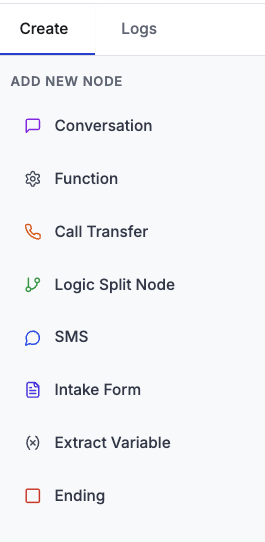 Create Logs
ADD NEW NODE
Conversation
Function
Call Transfer
Logic Split Node
SMS
Intake Form
(x) Extract Variable
Ending